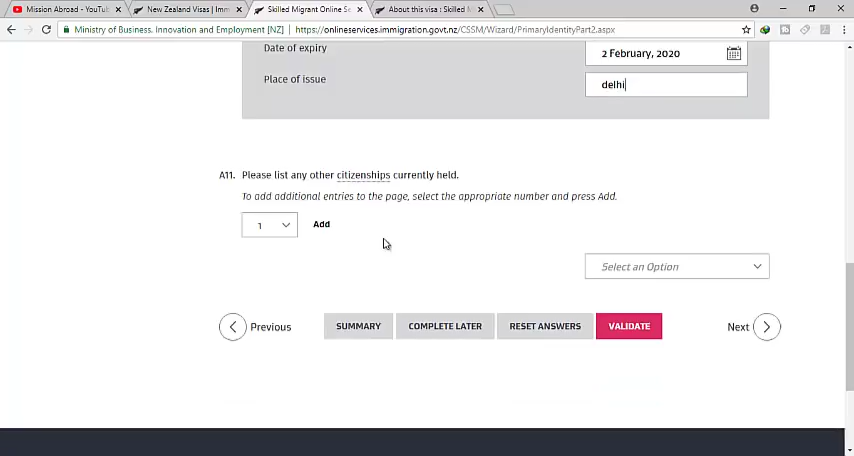 Mission Abroad - YouTub
New Zealand Visas | Imm
Skilled Migrant Online Se
About this visa : Skilled M
Ministry of Business. Innovation and Employment [NZ]
https://onlineservices.immigration.govt.nz/CSSM/Wizard/PrimaryIdentityPart2.aspx
Date of expiry
2 February, 2020
Place of issue
delhi
A11. Please list any other citizenships currently held.
To add additional entries to the page, select the appropriate number and press Add.
1
Add
Select an Option
Previous
SUMMARY
COMPLETE LATER
RESET ANSWERS
VALIDATE
Next